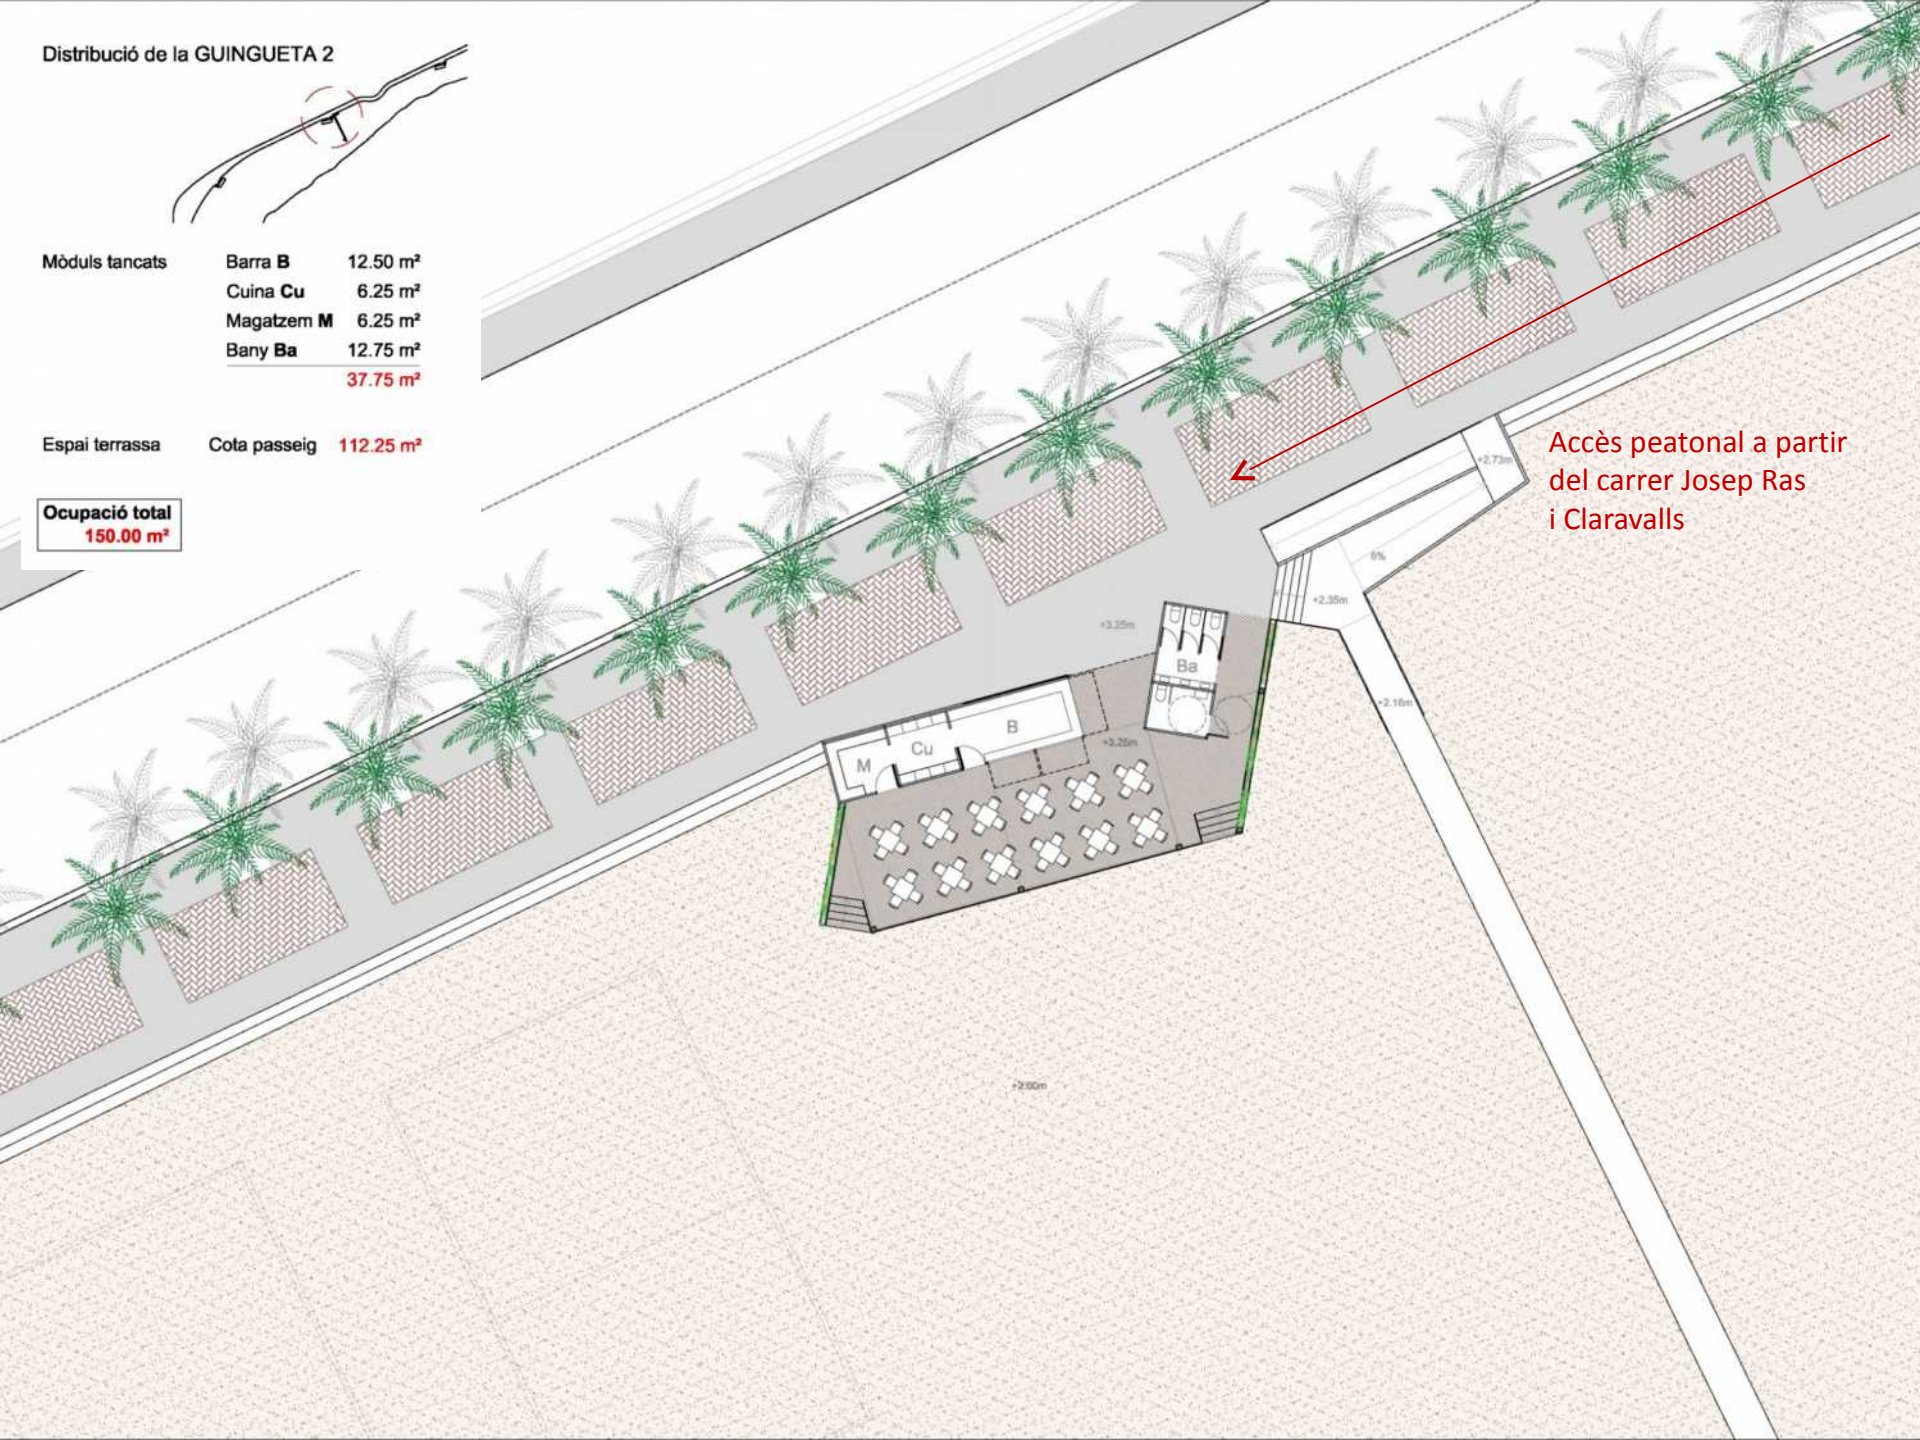 Distribució de la GUINGUETA 2
Mòduls tancats
Barra B 12.50 m²
Cuina Cu 6.25 m²
Magatzem M 6.25 m²
Bany Ba 12.75 m²
37.75 m²
Espai terrassa Cota passeig 112.25 m²
Ocupació total
150.00 m²
Accès peatonal a partir
del carrer Josep Ras
i Claravalls
+2.73m
6%
+2.35m
+3.25m
Ba
+2.16m
B
+3.25m
Cu
M
+2.00m